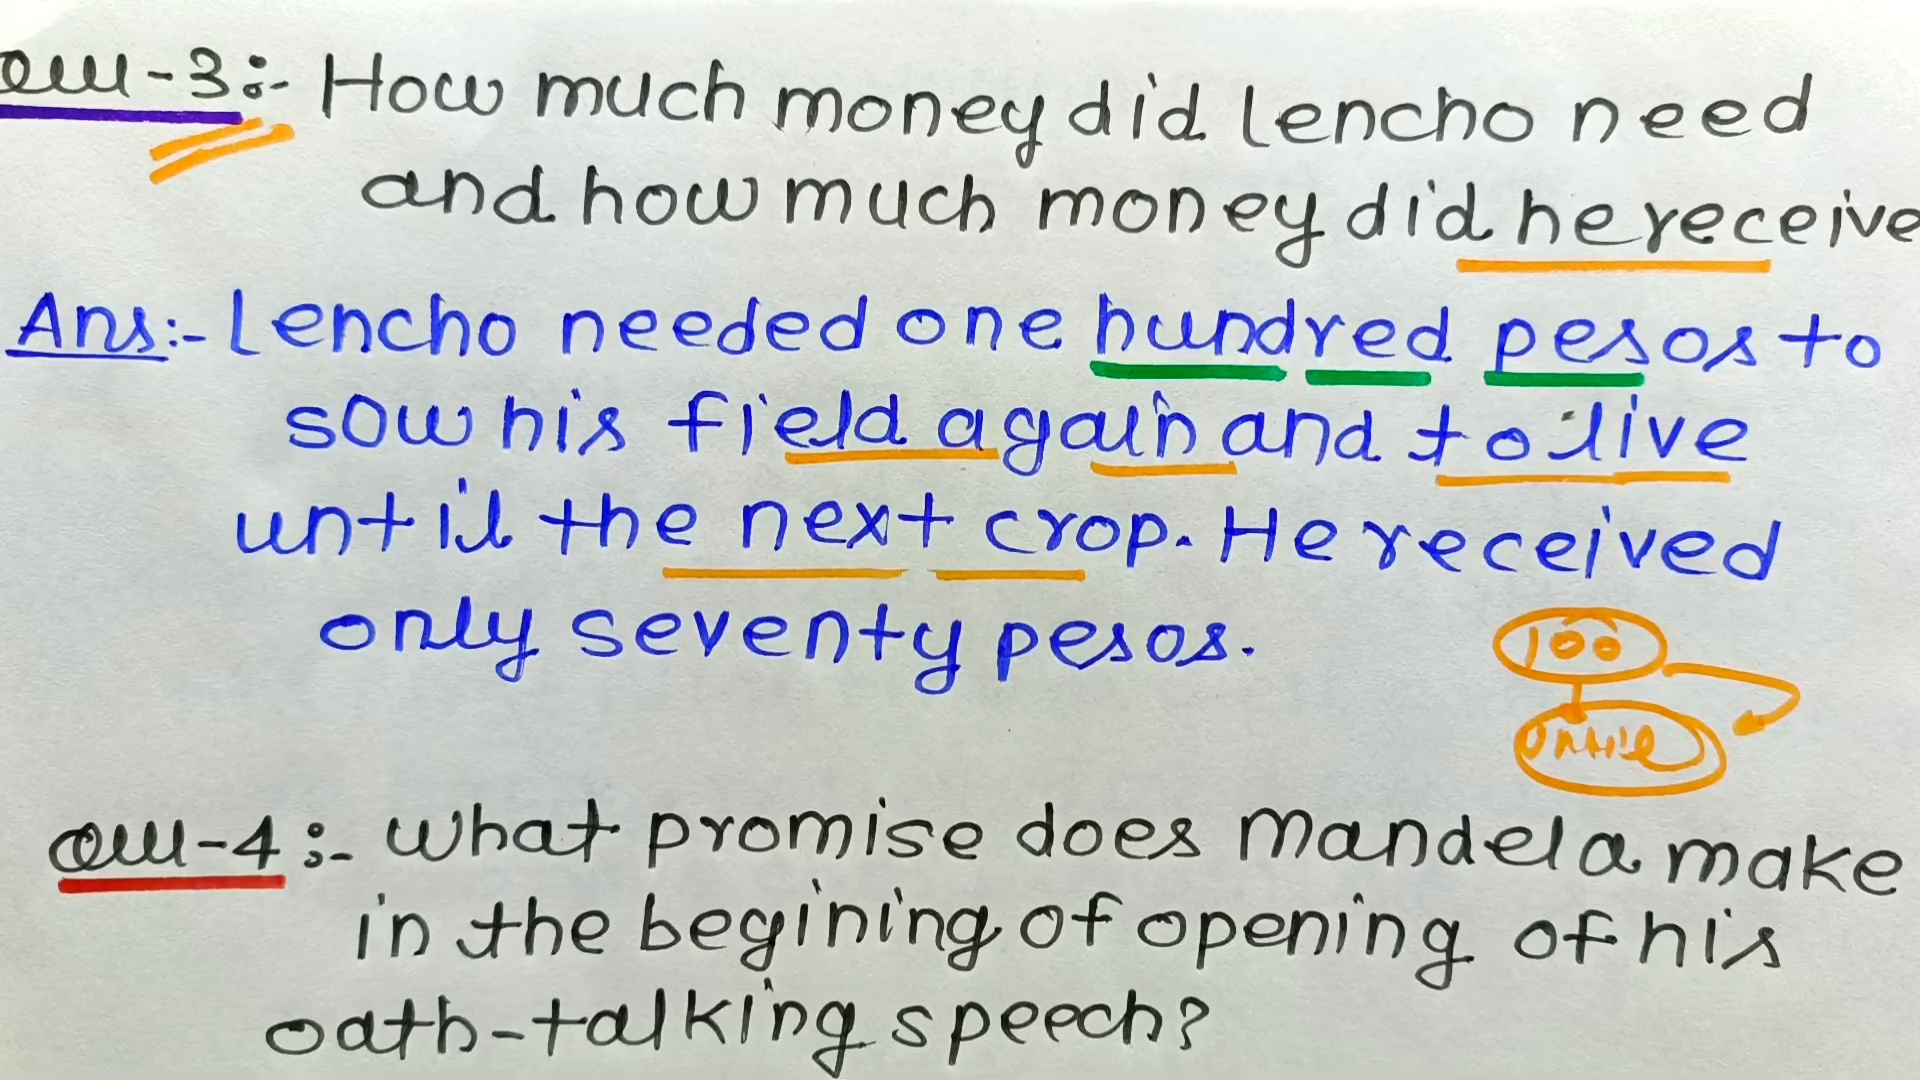 Que-3:- How much money did Lencho need
and how much money did he receive
Ans:- Lencho needed one hundred pesos to
sow his field again and to live
until the next crop. He received
only seventy pesos.
100
Que-4:- What promise does Mandela make
in the begining of opening of his
oath-talking speech?